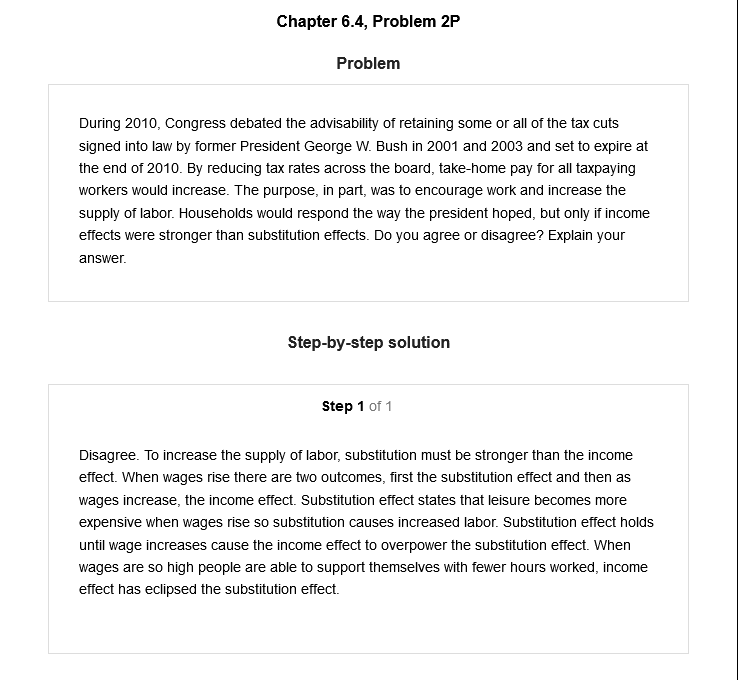 Chapter 6.4, Problem 2P
Problem
During 2010, Congress debated the advisability of retaining some or all of the tax cuts
signed into law by former President George W. Bush in 2001 and 2003 and set to expire at
the end of 2010. By reducing tax rates across the board, take-home pay for all taxpaying
workers would increase. The purpose, in part, was to encourage work and increase the
supply of labor. Households would respond the way the president hoped, but only if income
effects were stronger than substitution effects. Do you agree or disagree? Explain your
answer.
Step-by-step solution
Step 1 of 1
Disagree. To increase the supply of labor, substitution must be stronger than the income
effect. When wages rise there are two outcomes, first the substitution effect and then as
wages increase, the income effect. Substitution effect states that leisure becomes more
expensive when wages rise so substitution causes increased labor. Substitution effect holds
until wage increases cause the income effect to overpower the substitution effect. When
wages are so high people are able to support themselves with fewer hours worked, income
effect has eclipsed the substitution effect.